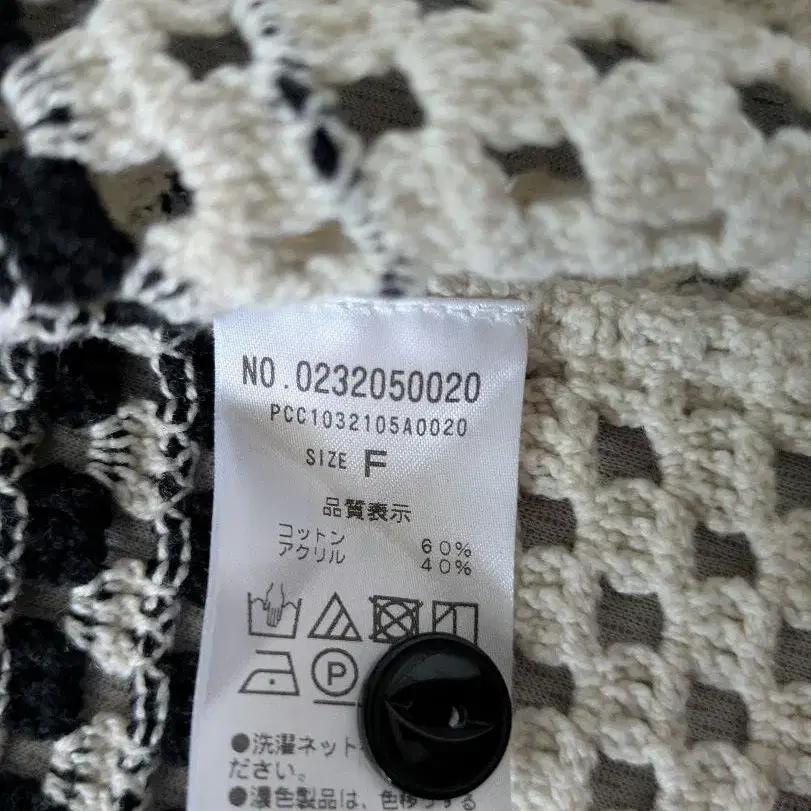 NO.0232050020
PCC1032105A0020
SIZE F
品質表示
コットン 60%
アクリル 40%
P
●洗濯ネット
ださい。
●濃色製品は、色移りする